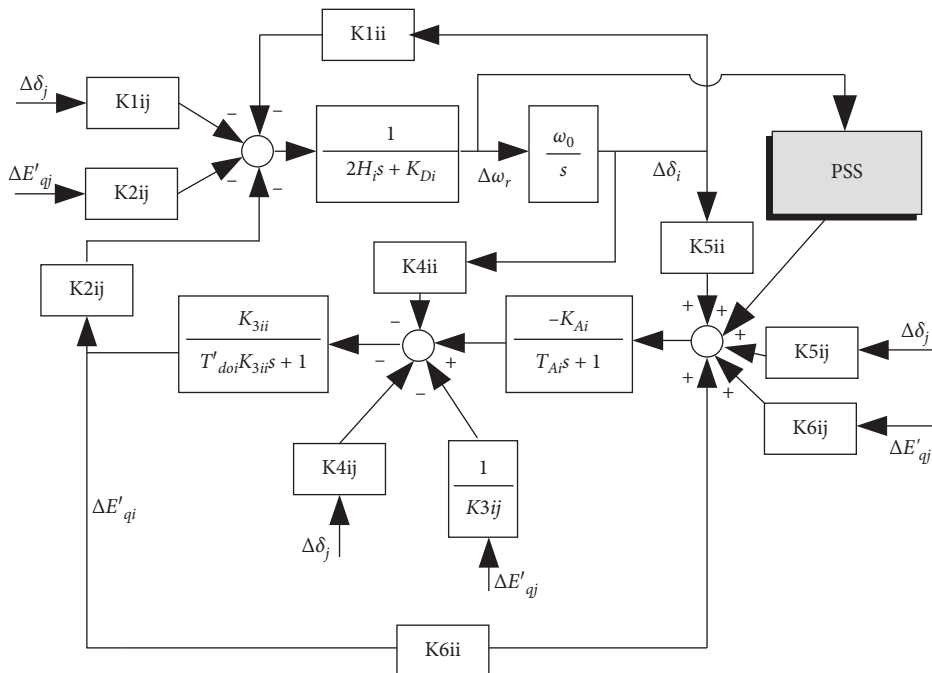 K1ii
Δδj
K1ij
−
−
−
−
ΔE′qj
K2ij
1
2His + KDi
Δωr
ω0
s
Δδi
PSS
K2ij
K4ii
K5ii
K3ii
T′doiK3iis + 1
−
−
+
−
−KAi
TAis + 1
+
+
+
+
+
+
K5ij
Δδj
K6ij
ΔE′qj
K4ij
Δδj
1
K3ij
ΔE′qj
ΔE′qi
K6ii